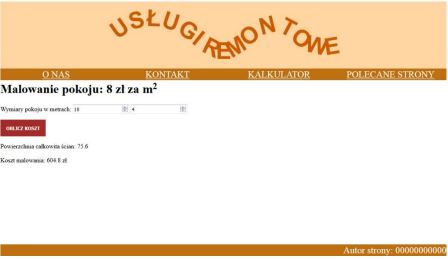 USŁUGI REMONTOWE
O NAS KONTAKT KALKULATOR POLECANE STRONY
Malowanie pokoju: 8 zł za m²
Wymiary pokoju w metrach: 18 4
OBLICZ KOSZT
Powierzchnia całkowita ścian: 75.6
Koszt malowania: 604.8 zł
Autor strony: 00000000000